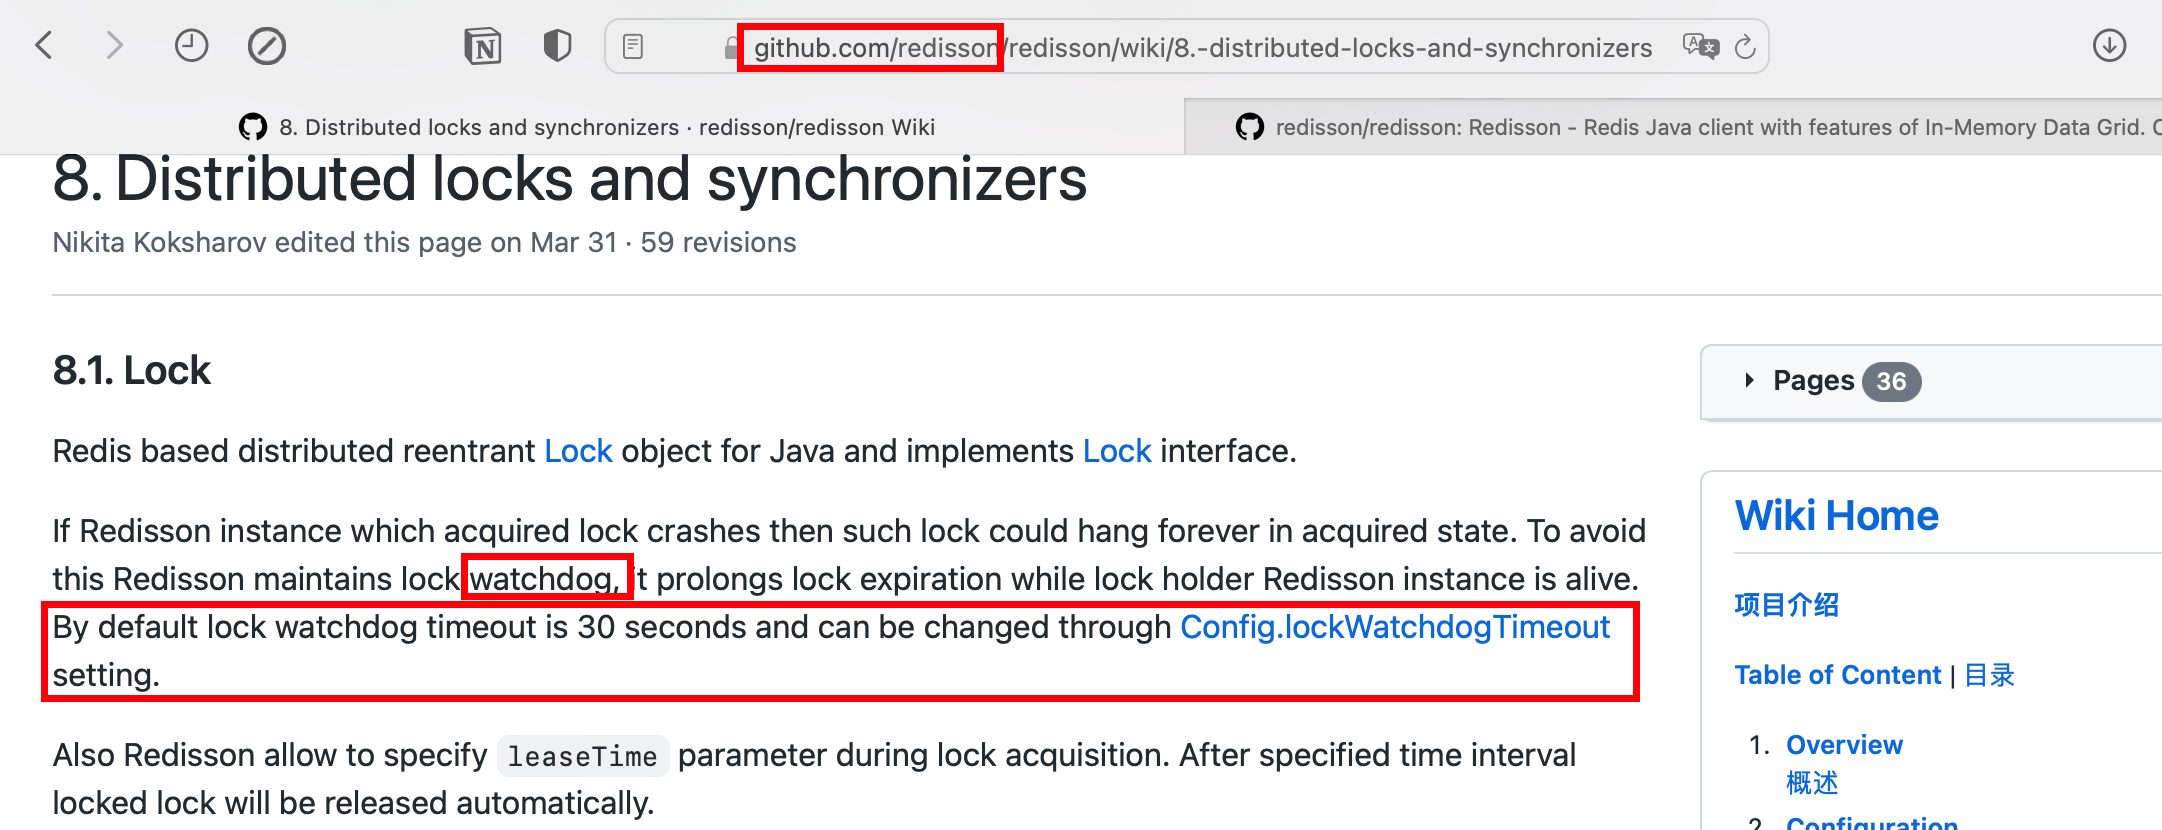 github.com/redisson/redisson/wiki/8.-distributed-locks-and-synchronizers
8. Distributed locks and synchronizers · redisson/redisson Wiki
redisson/redisson: Redisson - Redis Java client with features of In-Memory Data Grid.
8. Distributed locks and synchronizers
Nikita Koksharov edited this page on Mar 31 · 59 revisions
8.1. Lock
Redis based distributed reentrant Lock object for Java and implements Lock interface.
If Redisson instance which acquired lock crashes then such lock could hang forever in acquired state. To avoid
this Redisson maintains lock watchdog, it prolongs lock expiration while lock holder Redisson instance is alive.
By default lock watchdog timeout is 30 seconds and can be changed through Config.lockWatchdogTimeout
setting.
Also Redisson allow to specify leaseTime parameter during lock acquisition. After specified time interval
locked lock will be released automatically.
Pages 36
Wiki Home
项目介绍
Table of Content | 目录
1. Overview
概述
2. Configuration